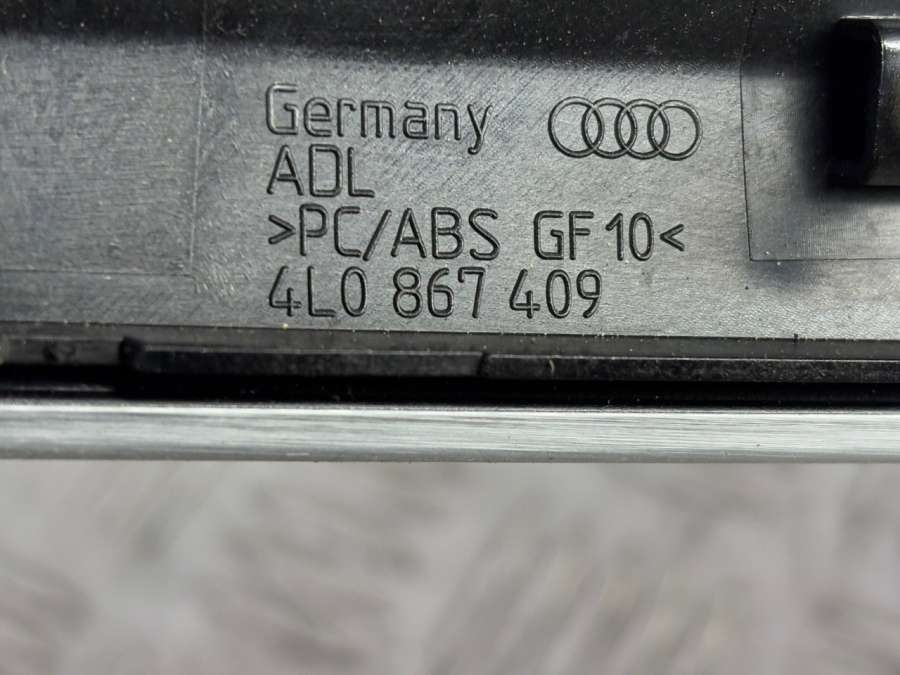 Germany
ADL
>PC/ABS GF10<
4L0 867 409